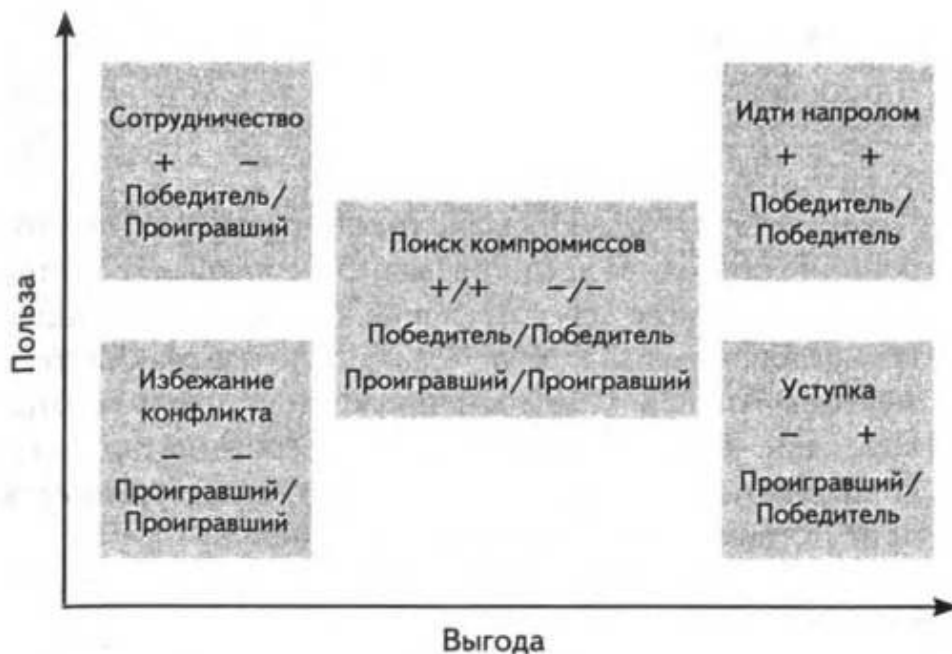 Польза
Сотрудничество
+ −
Победитель/
Проигравший
Идти напролом
+ +
Победитель/
Победитель
Поиск компромиссов
+/+ −/−
Победитель/Победитель
Проигравший/Проигравший
Избежание
конфликта
− −
Проигравший/
Проигравший
Уступка
− +
Проигравший/
Победитель
Выгода